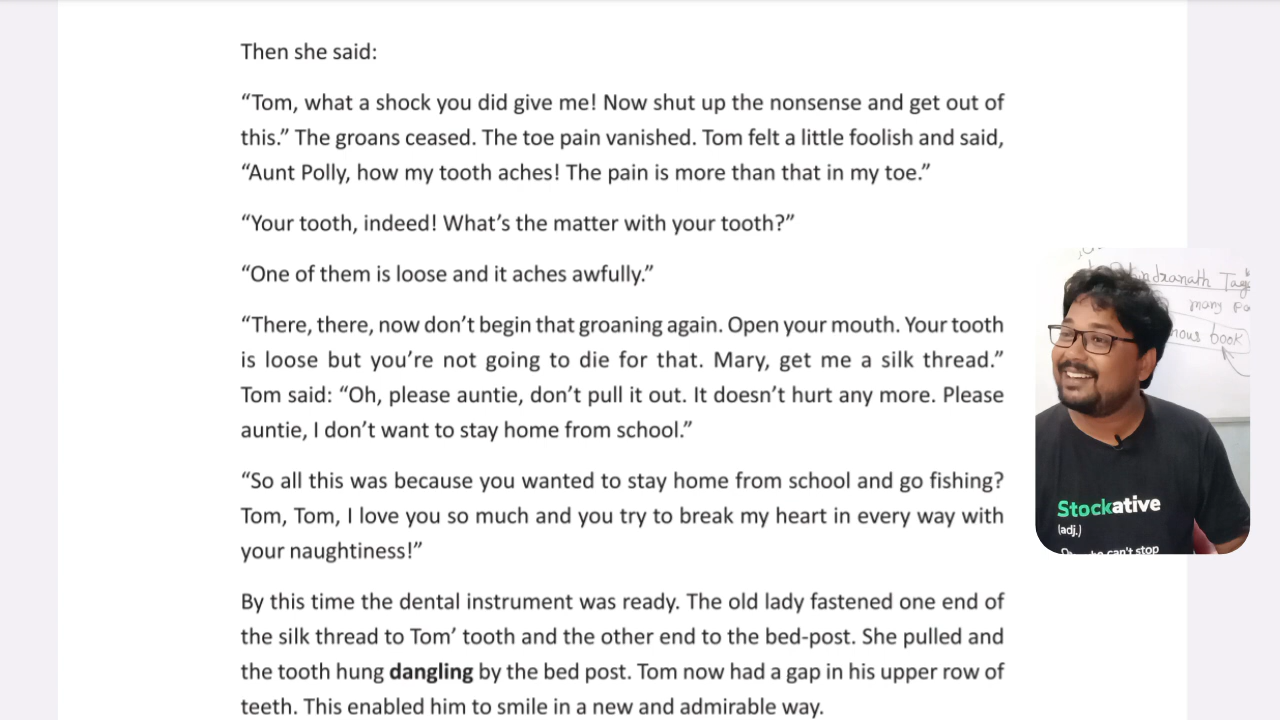 Then she said:
“Tom, what a shock you did give me! Now shut up the nonsense and get out of
this.” The groans ceased. The toe pain vanished. Tom felt a little foolish and said,
“Aunt Polly, how my tooth aches! The pain is more than that in my toe.”
“Your tooth, indeed! What’s the matter with your tooth?”
“One of them is loose and it aches awfully.”
“There, there, now don’t begin that groaning again. Open your mouth. Your tooth
is loose but you’re not going to die for that. Mary, get me a silk thread.”
Tom said: “Oh, please auntie, don’t pull it out. It doesn’t hurt any more. Please
auntie, I don’t want to stay home from school.”
“So all this was because you wanted to stay home from school and go fishing?
Tom, Tom, I love you so much and you try to break my heart in every way with
your naughtiness!”
By this time the dental instrument was ready. The old lady fastened one end of
the silk thread to Tom’ tooth and the other end to the bed-post. She pulled and
the tooth hung dangling by the bed post. Tom now had a gap in his upper row of
teeth. This enabled him to smile in a new and admirable way.
many
book
Stockative
(adj.)
can't stop